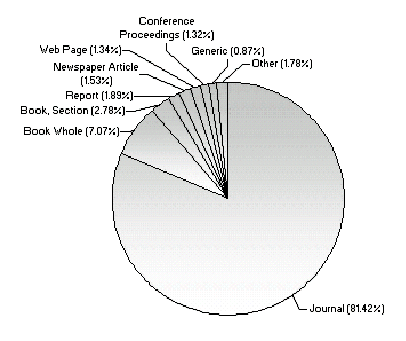 Conference
Proceedings (1.32%)
Web Page (1.34%)
Generic (0.87%)
Newspaper Article
(1.53%)
Other (1.78%)
Report (1.89%)
Book, Section (2.78%)
Book Whole (7.07%)
Journal (81.42%)